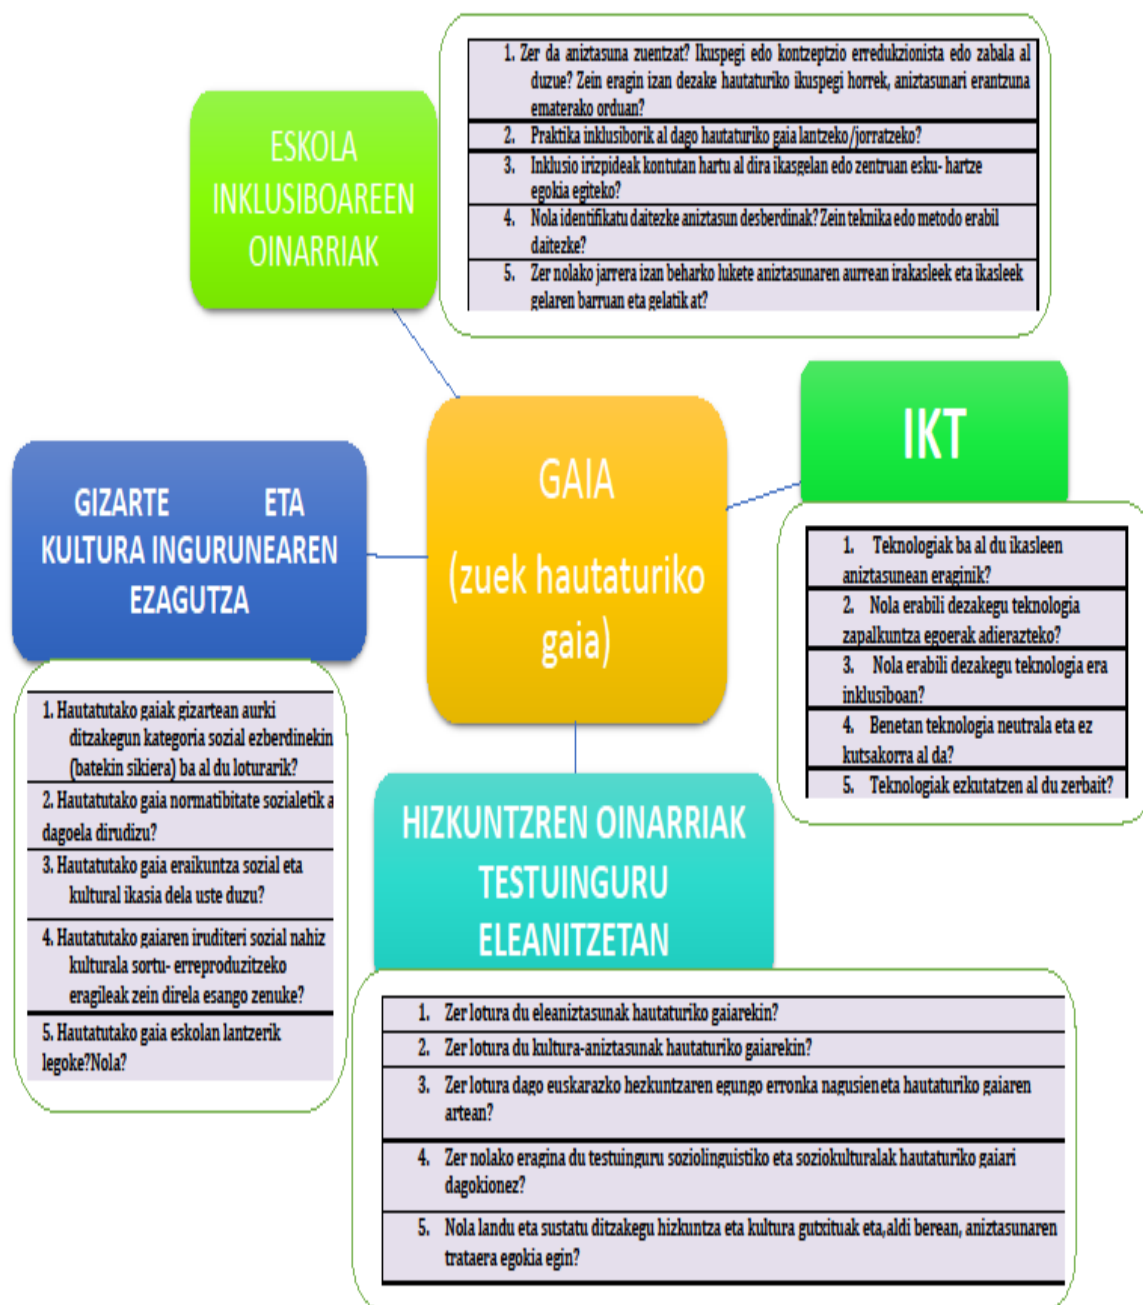 ESKOLA
INKLUSIBOAREEN
OINARRIAK
1. Zer da aniztasuna zuentzat? Ikuspegi edo kontzeptzio erredukzionista edo zabala al
duzue? Zein eragin izan dezake hautaturiko ikuspegi horrek, aniztasunari erantzuna
ematerako orduan?
2. Praktika inklusiborik al dago hautaturiko gaia lantzeko/jorratzeko?
3. Inklusio irizpideak kontutan hartu al dira ikasgelan edo zentruan esku- hartze
egokia egiteko?
4. Nola identifikatu daitezke aniztasun desberdinak? Zein teknika edo metodo erabil
daitezke?
5. Zer nolako jarrera izan beharko lukete aniztasunaren aurrean irakasleek eta ikasleek
gelaren barruan eta gelatik at?
GAIA
(zuek hautaturiko
gaia)
IKT
1. Teknologiak ba al du ikasleen
aniztasunean eraginik?
2. Nola erabili dezakegu teknologia
zapalkuntza egoerak adierazteko?
3. Nola erabili dezakegu teknologia era
inklusiboan?
4. Benetan teknologia neutrala eta ez
kutsakorra al da?
5. Teknologiak ezkutatzen al du zerbait?
GIZARTE ETA
KULTURA INGURUNEAREN
EZAGUTZA
1. Hautatutako gaiak gizartean aurki
ditzakegun kategoria sozial ezberdinekin
(batekin sikiera) ba al du loturarik?
2. Hautatutako gaia normatibitate sozialetik a
dagoela dirudizu?
3. Hautatutako gaia eraikuntza sozial eta
kultural ikasia dela uste duzu?
4. Hautatutako gaiaren iruditeri sozial nahiz
kulturala sortu- erreproduzitzeko
eragileak zein direla esango zenuke?
5. Hautatutako gaia eskolan lantzerik
legoke?Nola?
HIZKUNTZREN OINARRIAK
TESTUINGURU
ELEANITZETAN
1. Zer lotura du eleaniztasunak hautaturiko gaiarekin?
2. Zer lotura du kultura-aniztasunak hautaturiko gaiarekin?
3. Zer lotura dago euskarazko hezkuntzaren egungo erronka nagusien eta hautaturiko gaiaren
artean?
4. Zer nolako eragina du testuinguru soziolinguistiko eta soziokulturalak hautaturiko gaiari
dagokionez?
5. Nola landu eta sustatu ditzakegu hizkuntza eta kultura gutxituak eta,aldi berean, aniztasunaren
trataera egokia egin?